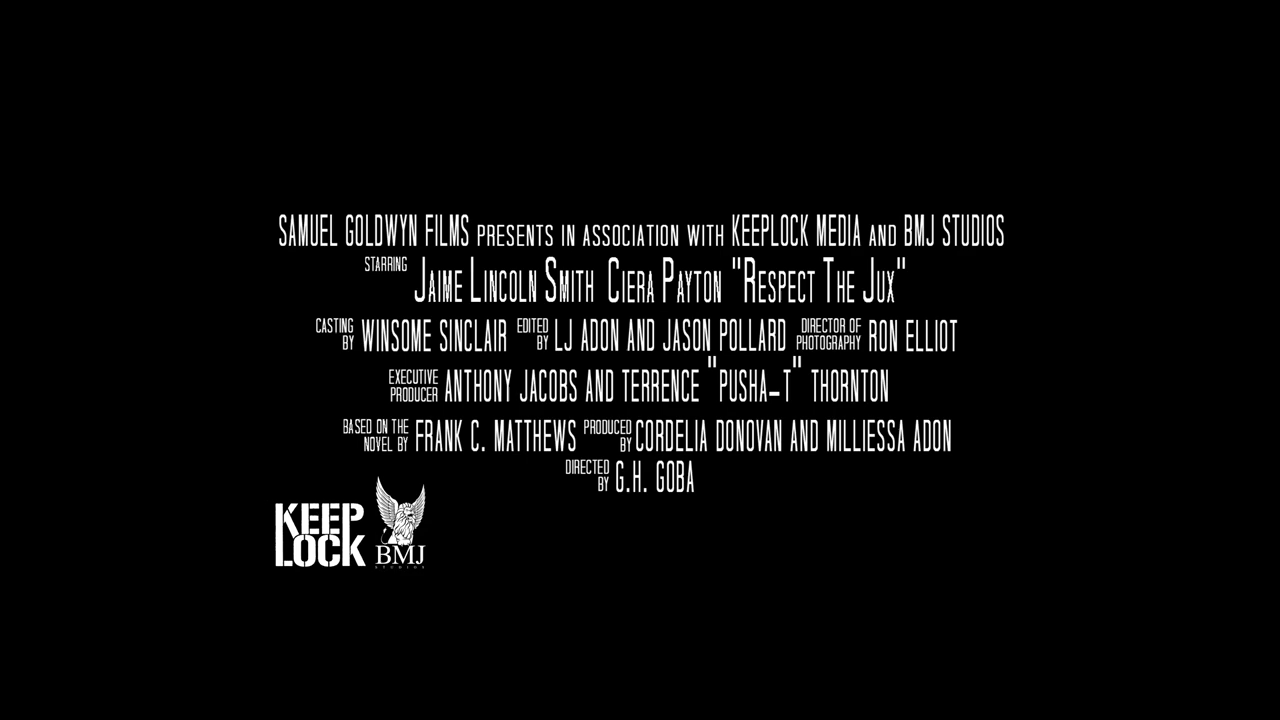 SAMUEL GOLDWYN FILMS PRESENTS IN ASSOCIATION WITH KEEPLOCK MEDIA AND BMJ STUDIOS
STARRING JAIME LINCOLN SMITH CIERA PAYTON "RESPECT THE JUX"
CASTING BY WINSOME SINCLAIR EDITED BY LJ ADON AND JASON POLLARD DIRECTOR OF PHOTOGRAPHY RON ELLIOT
EXECUTIVE PRODUCER ANTHONY JACOBS AND TERRENCE "PUSHA-T" THORNTON
BASED ON THE NOVEL BY FRANK C. MATTHEWS PRODUCED BY CORDELIA DONOVAN AND MILLIESSA ADON
DIRECTED BY G.H. GOBA
KEEP LOCK
BMJ
STUDIOS